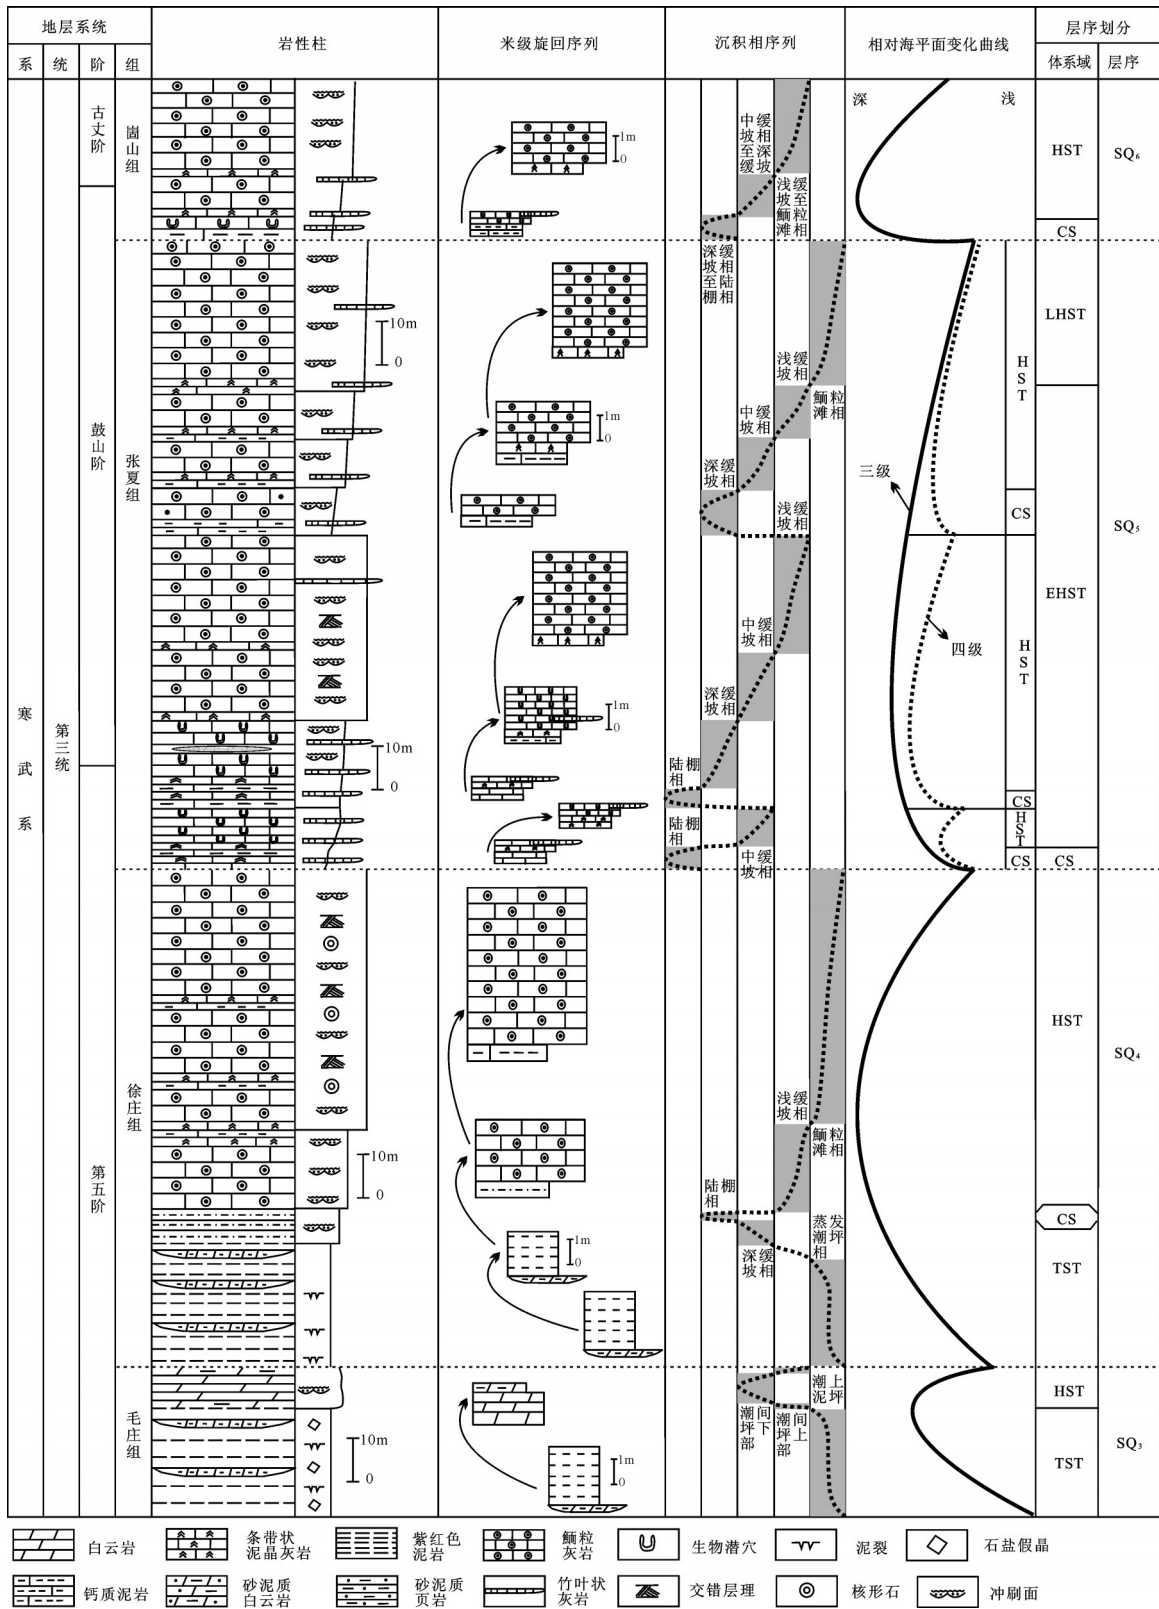 地层系统
岩性柱
米级旋回序列
沉积相序列
相对海平面变化曲线
层序划分
系
统
阶
组
体系域
层序
寒武系
第三统
古丈阶
鼓山阶
第五阶
崮山组
张夏组
徐庄组
毛庄组
深
浅
1m
0
中缓坡相至深缓坡
浅缓坡至鲕粒滩相
HST
SQ6
CS
深缓坡相至陆棚相
10m
0
1m
0
浅缓坡相
鲕粒滩相
中缓坡相
深缓坡相
浅缓坡相
三级
HST
LHST
CS
SQ5
EHST
中缓坡相
四级
HST
深缓坡相
1m
0
10m
0
陆棚相
CS
陆棚相
HST
中缓坡相
CS
CS
HST
SQ4
浅缓坡相
鲕粒滩相
10m
0
陆棚相
CS
蒸发潮坪相
深缓坡相
1m
0
TST
潮上泥坪
HST
潮间坪下部
潮间坪上部
10m
0
1m
0
SQ3
TST
白云岩
条带状泥晶灰岩
紫红色泥岩
鲕粒灰岩
生物潜穴
泥裂
石盐假晶
钙质泥岩
砂泥质白云岩
砂泥质页岩
竹叶状灰岩
交错层理
核形石
冲刷面